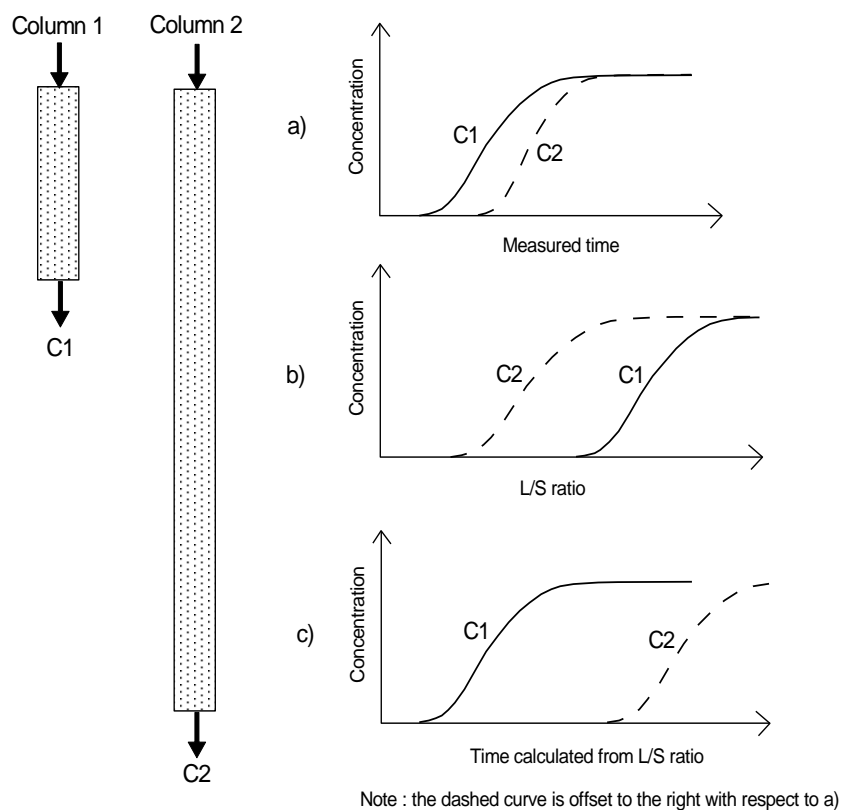 Column 1
Column 2
C1
C2
a)
Concentration
C1
C2
Measured time
b)
Concentration
C2
C1
L/S ratio
c)
Concentration
C1
C2
Time calculated from L/S ratio
Note : the dashed curve is offset to the right with respect to a)